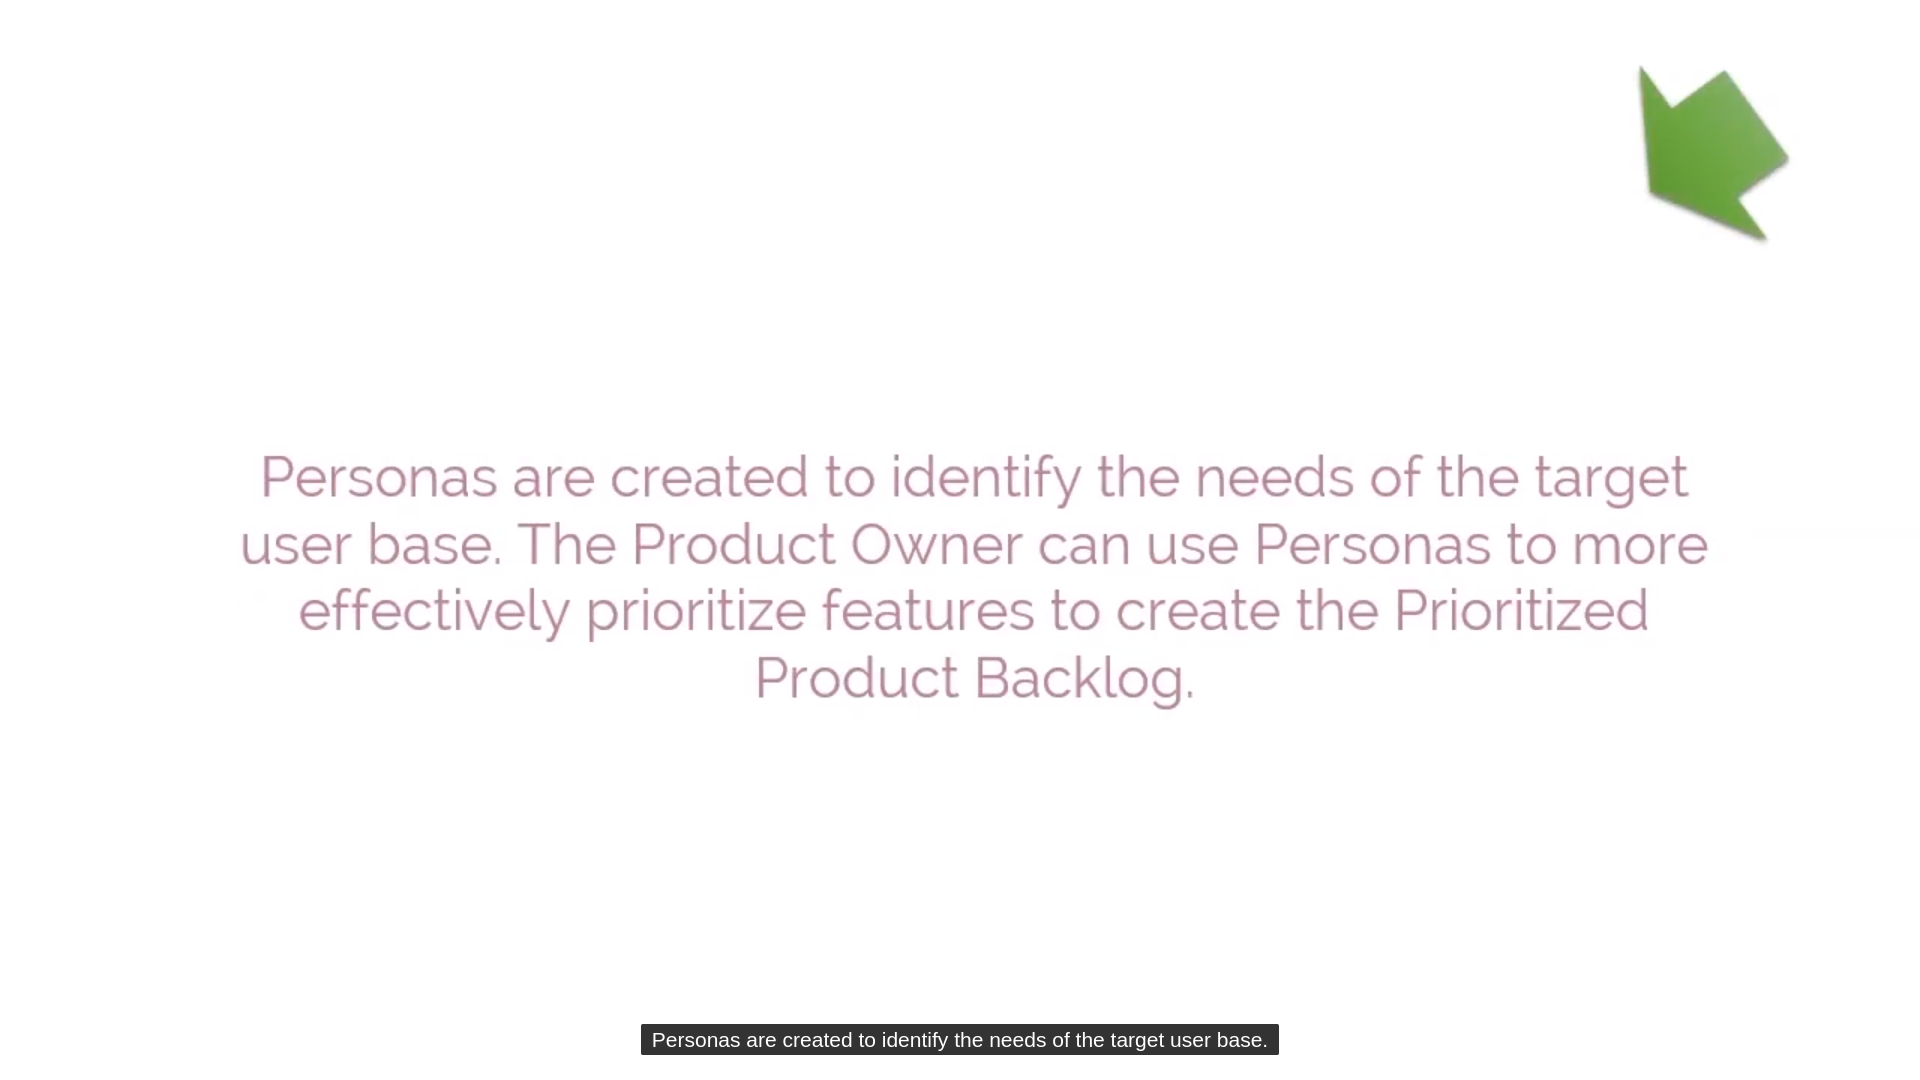 Personas are created to identify the needs of the target
user base. The Product Owner can use Personas to more
effectively prioritize features to create the Prioritized
Product Backlog.
Personas are created to identify the needs of the target user base.